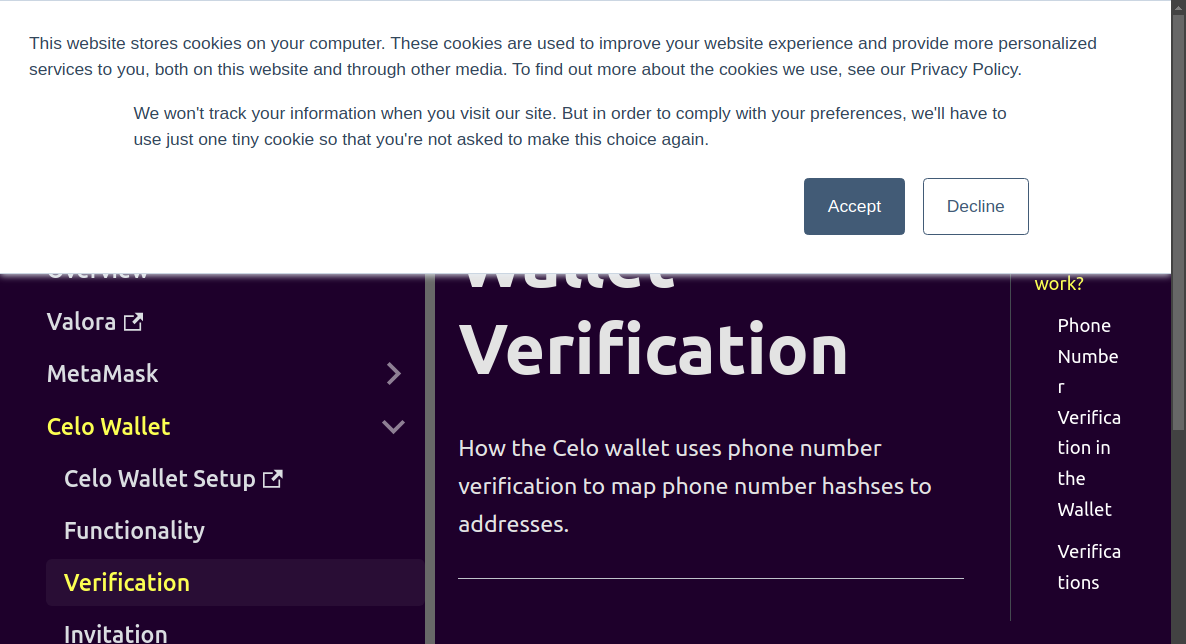 This website stores cookies on your computer. These cookies are used to improve your website experience and provide more personalized
services to you, both on this website and through other media. To find out more about the cookies we use, see our Privacy Policy.
We won't track your information when you visit our site. But in order to comply with your preferences, we'll have to
use just one tiny cookie so that you're not asked to make this choice again.
Accept
Decline
Overview
Valora
MetaMask
Celo Wallet
Celo Wallet Setup
Functionality
Verification
Invitation
Wallet
Verification
How the Celo wallet uses phone number
verification to map phone number hashses to
addresses.
work?
Phone
Numbe
r
Verifica
tion in
the
Wallet
Verifica
tions